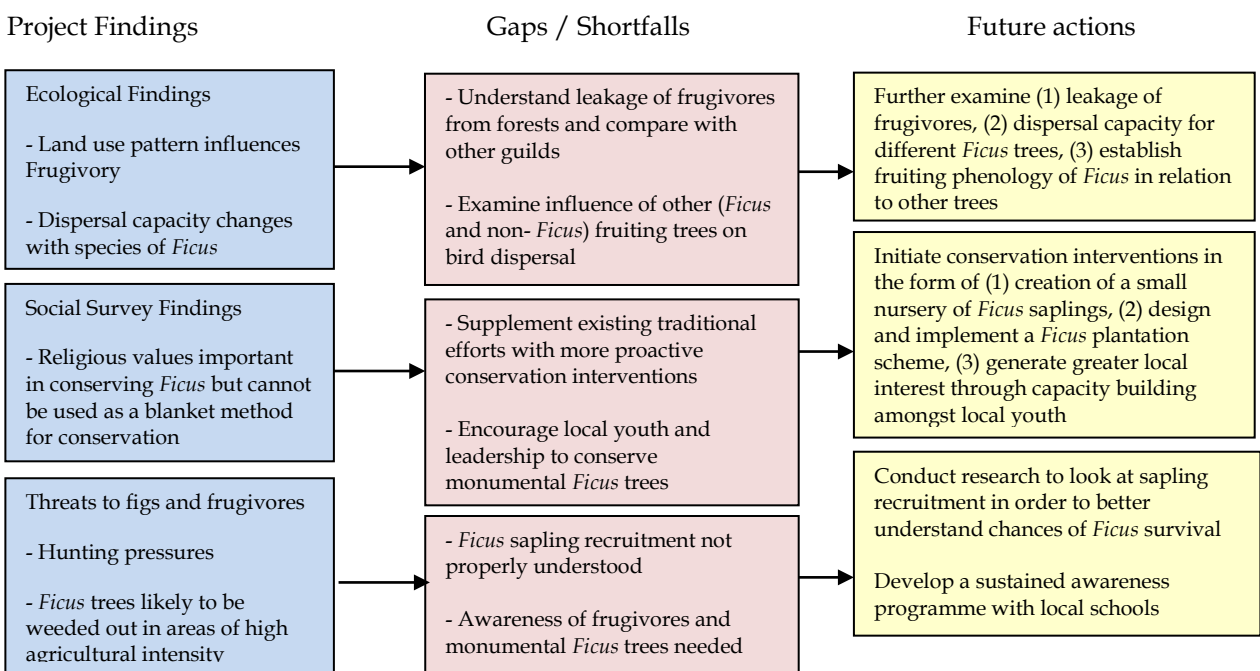 Project Findings
Gaps / Shortfalls
Future actions
Ecological Findings
- Land use pattern influences
Frugivory
- Dispersal capacity changes
with species of Ficus
- Understand leakage of frugivores
from forests and compare with
other guilds
- Examine influence of other (Ficus
and non- Ficus) fruiting trees on
bird dispersal
Further examine (1) leakage of
frugivores, (2) dispersal capacity for
different Ficus trees, (3) establish
fruiting phenology of Ficus in relation
to other trees
Social Survey Findings
- Religious values important
in conserving Ficus but cannot
be used as a blanket method
for conservation
- Supplement existing traditional
efforts with more proactive
conservation interventions
- Encourage local youth and
leadership to conserve
monumental Ficus trees
Initiate conservation interventions in
the form of (1) creation of a small
nursery of Ficus saplings, (2) design
and implement a Ficus plantation
scheme, (3) generate greater local
interest through capacity building
amongst local youth
Threats to figs and frugivores
- Hunting pressures
- Ficus trees likely to be
weeded out in areas of high
agricultural intensity
- Ficus sapling recruitment not
properly understood
- Awareness of frugivores and
monumental Ficus trees needed
Conduct research to look at sapling
recruitment in order to better
understand chances of Ficus survival
Develop a sustained awareness
programme with local schools